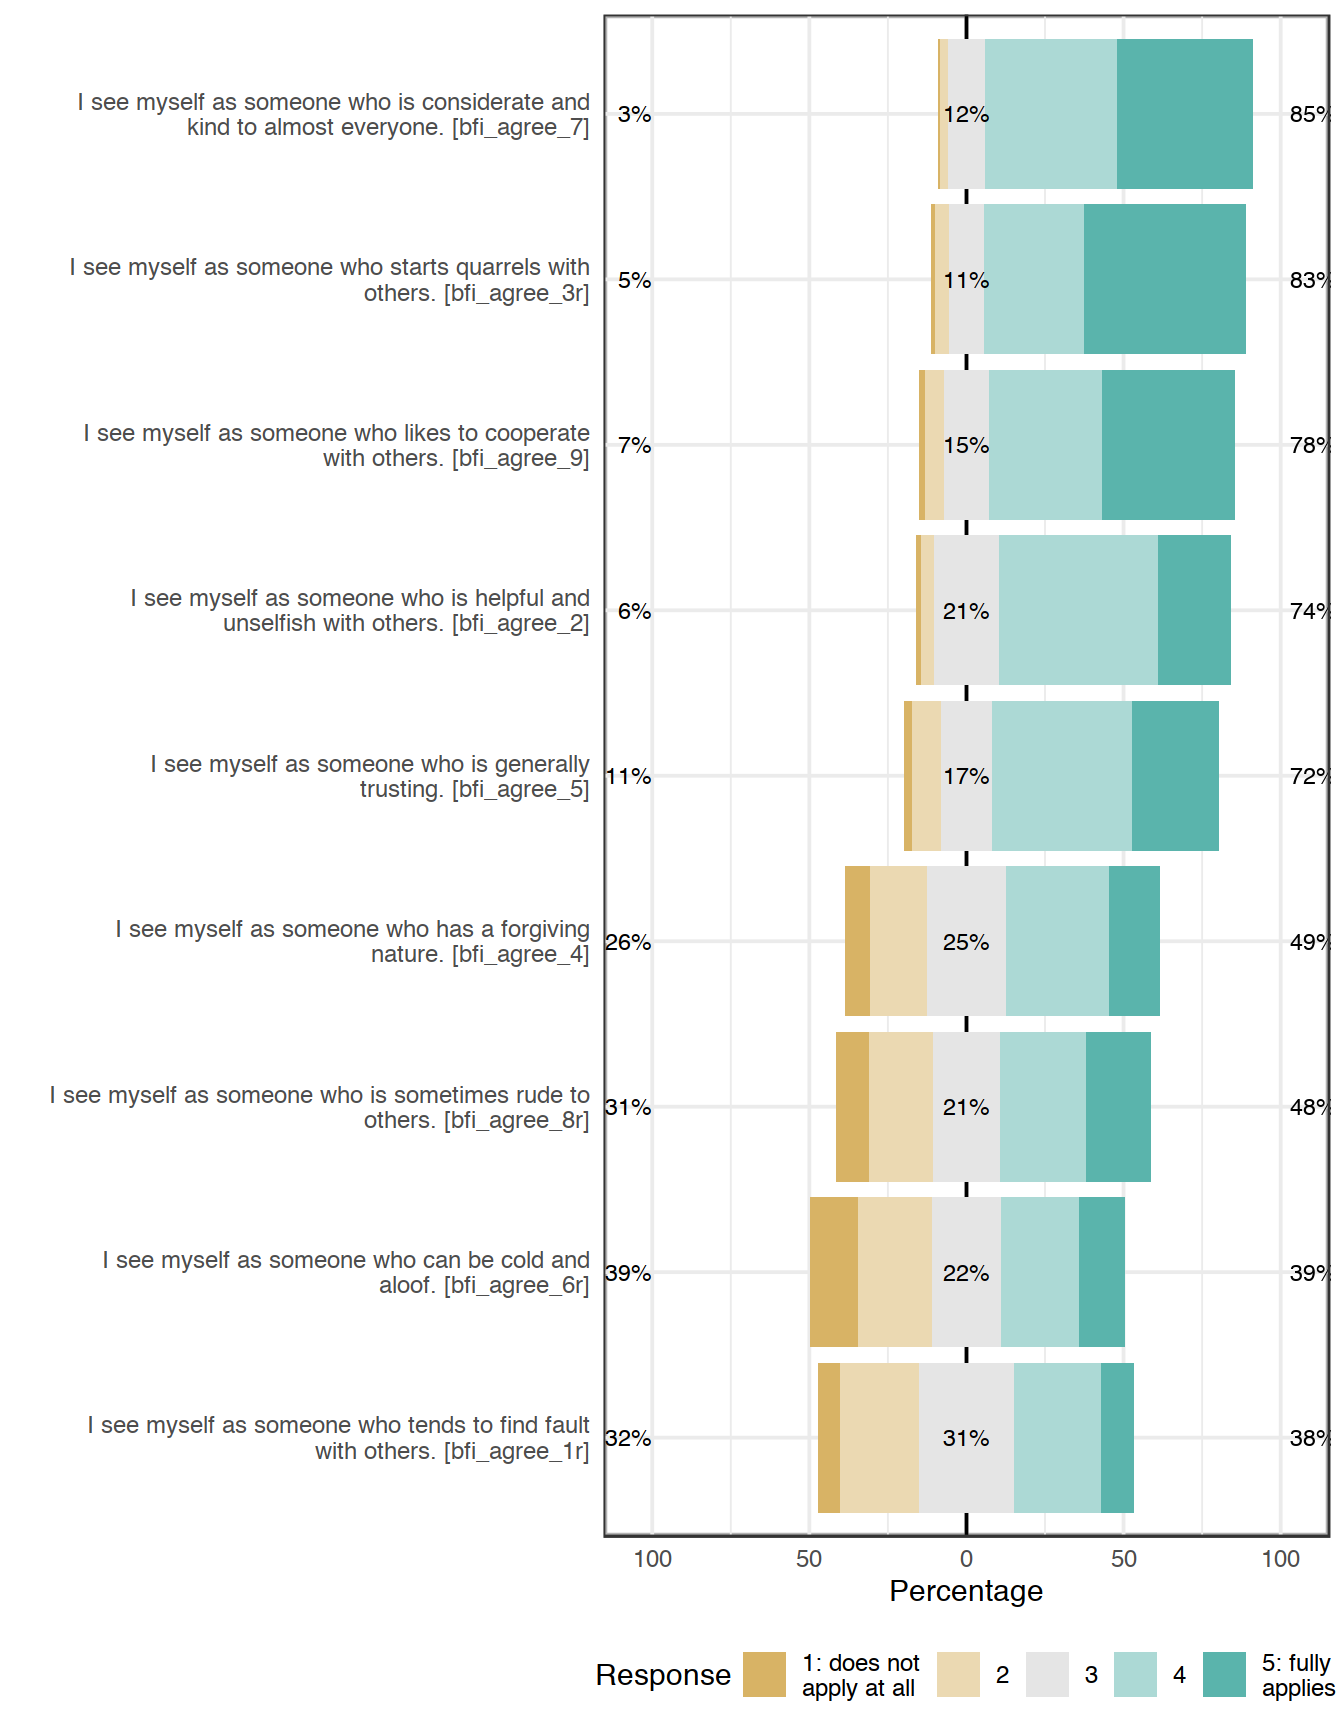 I see myself as someone who is considerate and
kind to almost everyone. [bfi_agree_7]
3%
12%
85%
I see myself as someone who starts quarrels with
others. [bfi_agree_3r]
5%
11%
83%
I see myself as someone who likes to cooperate
with others. [bfi_agree_9]
7%
15%
78%
I see myself as someone who is helpful and
unselfish with others. [bfi_agree_2]
6%
21%
74%
I see myself as someone who is generally
trusting. [bfi_agree_5]
11%
17%
72%
I see myself as someone who has a forgiving
nature. [bfi_agree_4]
26%
25%
49%
I see myself as someone who is sometimes rude to
others. [bfi_agree_8r]
31%
21%
48%
I see myself as someone who can be cold and
aloof. [bfi_agree_6r]
39%
22%
39%
I see myself as someone who tends to find fault
with others. [bfi_agree_1r]
32%
31%
38%
100 50 0 50 100
Percentage
Response
1: does not
apply at all
2
3
4
5: fully
applies